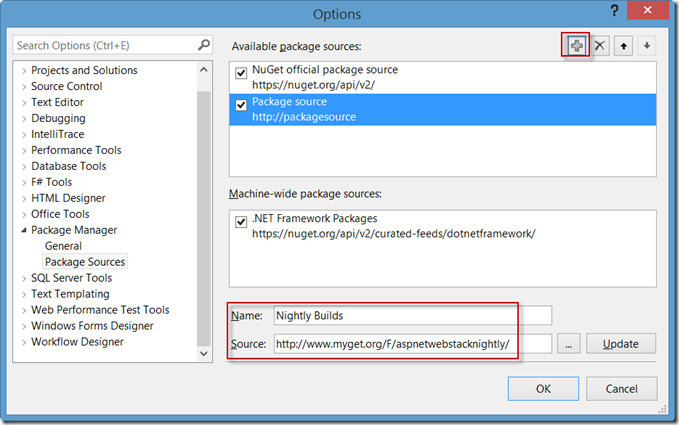 Options
?
Search Options (Ctrl+E)
Projects and Solutions
Source Control
Text Editor
Debugging
IntelliTrace
Performance Tools
Database Tools
F# Tools
HTML Designer
Office Tools
Package Manager
General
Package Sources
SQL Server Tools
Text Templating
Web Performance Test Tools
Windows Forms Designer
Workflow Designer
Available package sources:
NuGet official package source
https://nuget.org/api/v2/
Package source
http://packagesource
Machine-wide package sources:
.NET Framework Packages
https://nuget.org/api/v2/curated-feeds/dotnetframework/
Name: Nightly Builds
Source: http://www.myget.org/F/aspnetwebstacknightly/ ... Update
OK Cancel